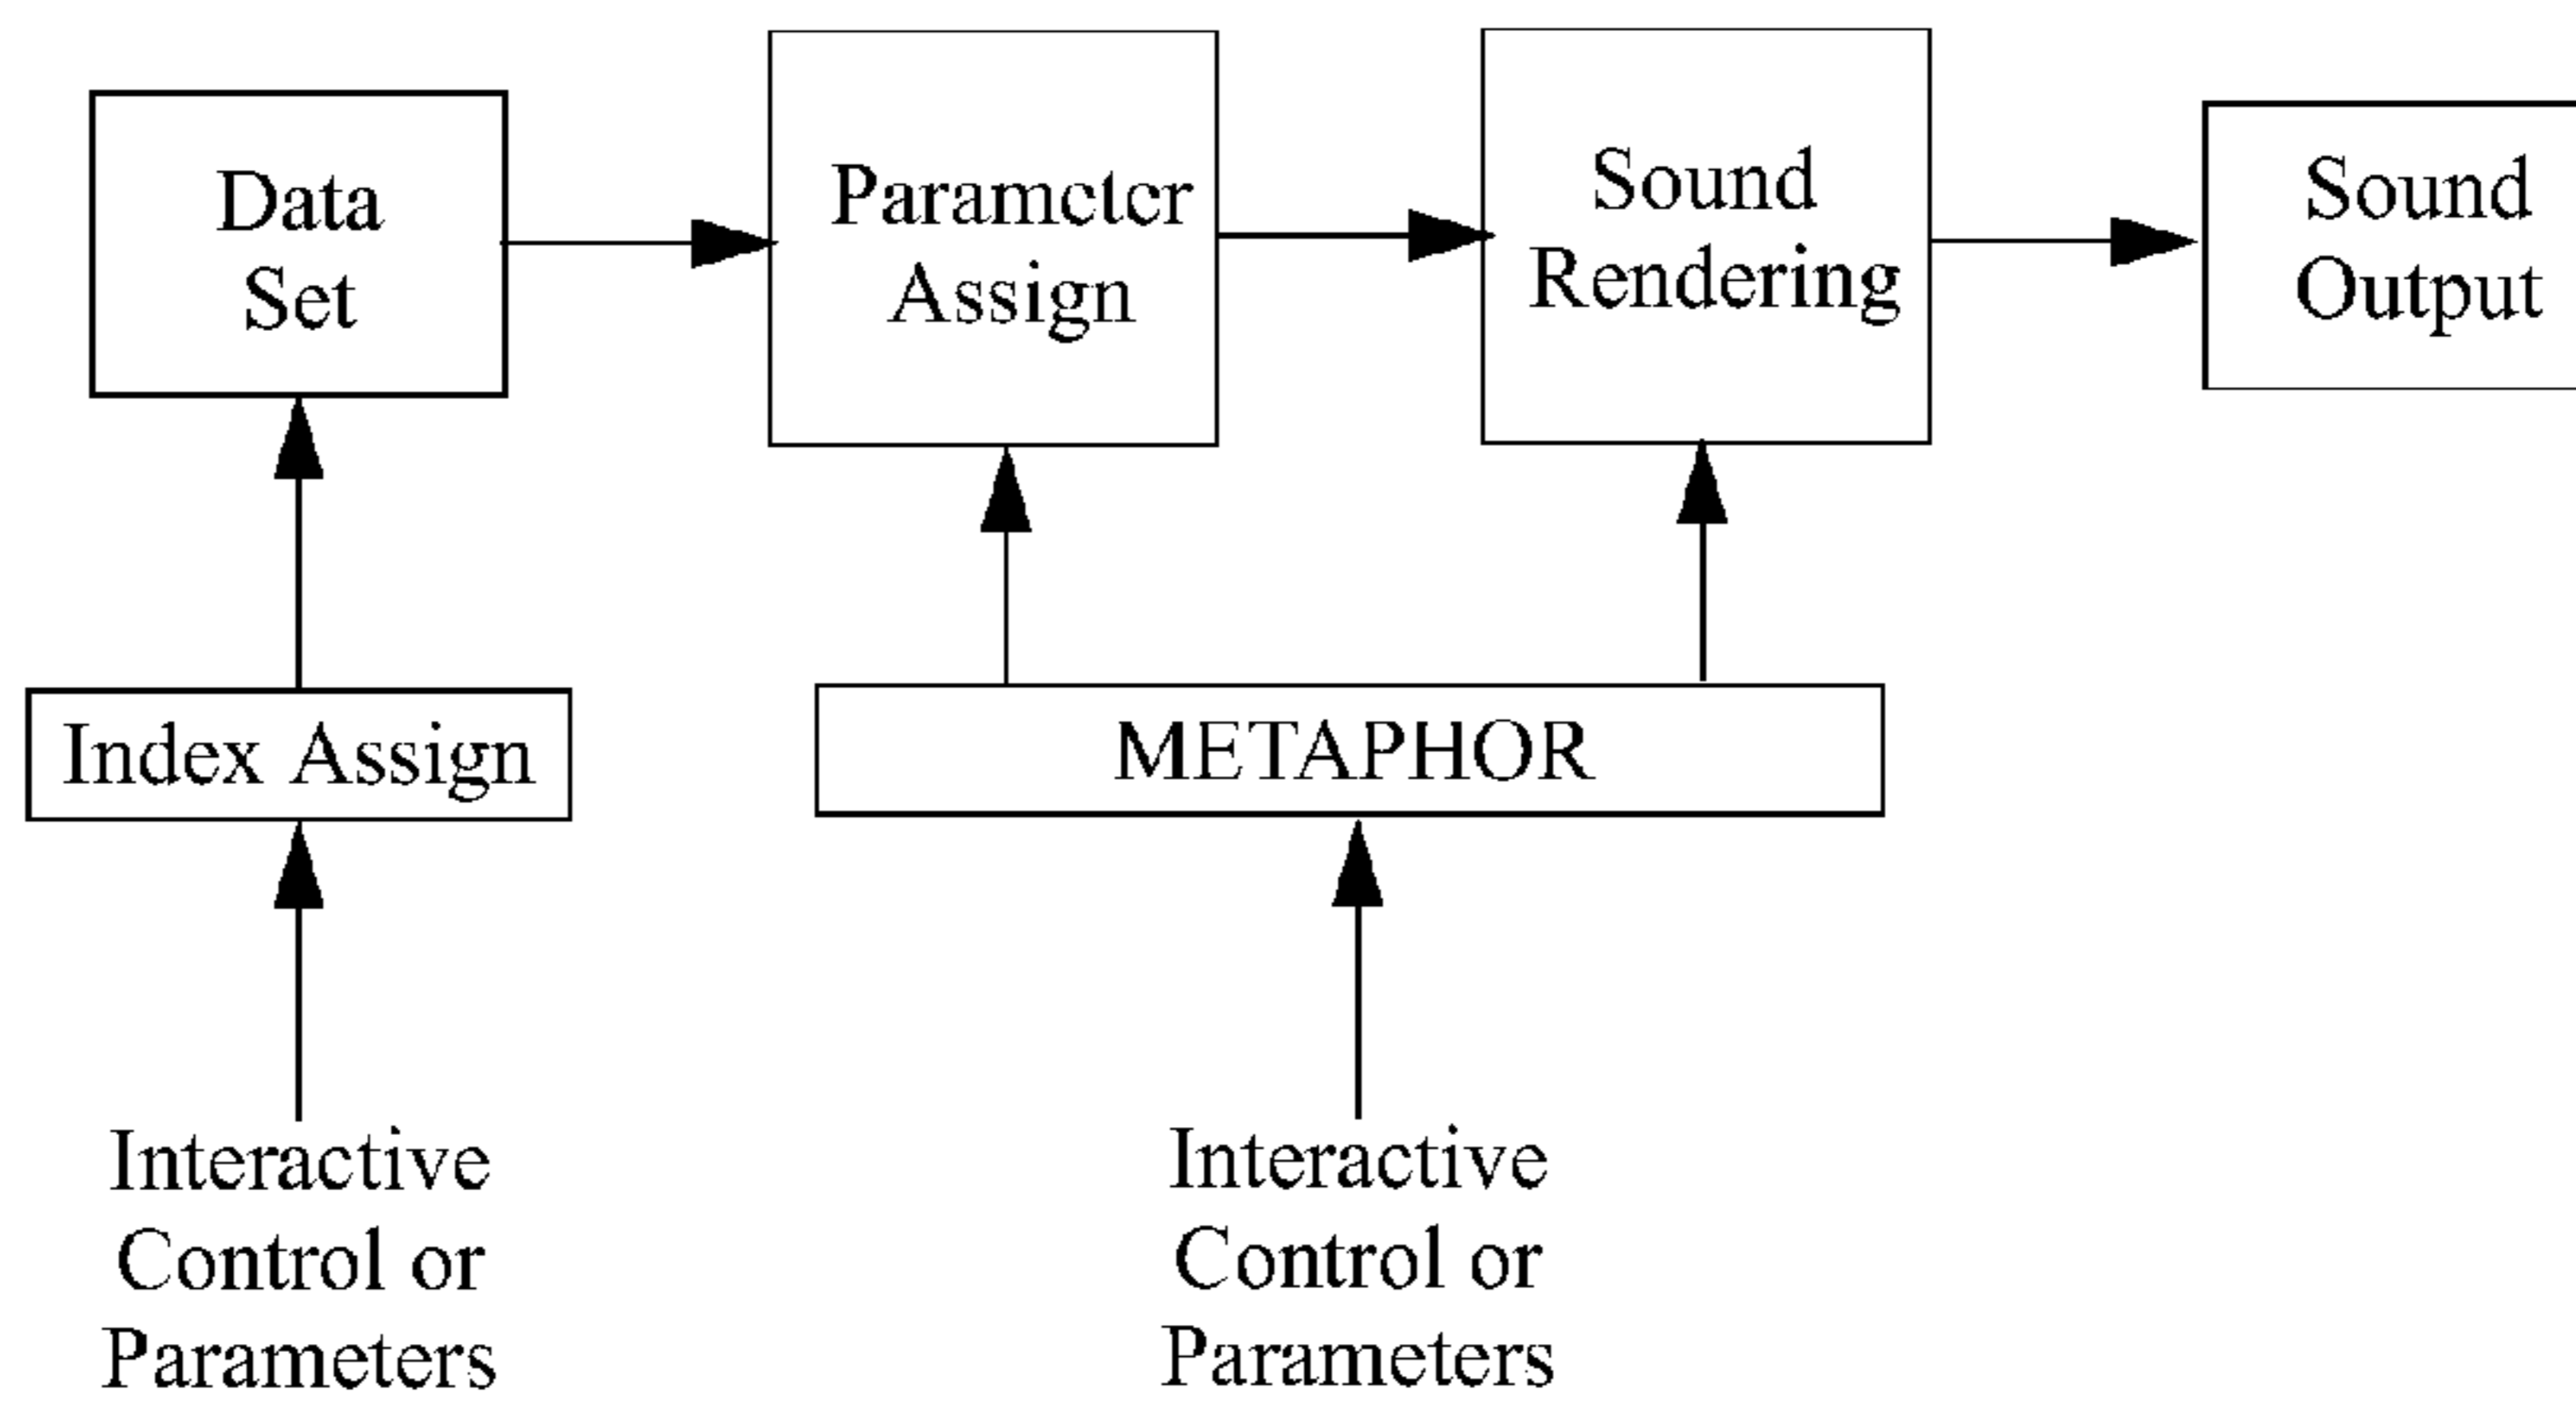 Data
Set
Parameter
Assign
Sound
Rendering
Sound
Output
Index Assign
METAPHOR
Interactive
Control or
Parameters
Interactive
Control or
Parameters